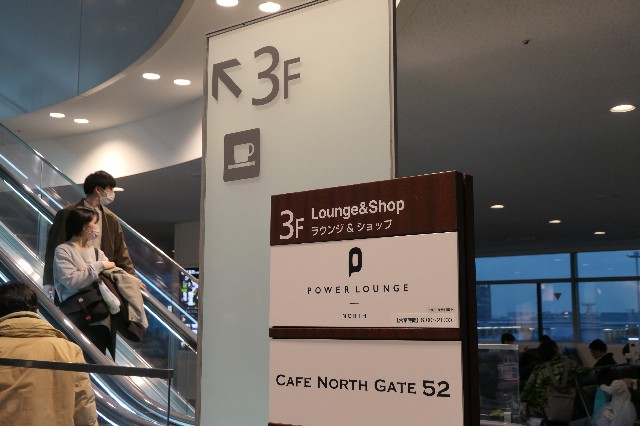 3F
3F Lounge&Shop
ラウンジ & ショップ
P
POWER LOUNGE
NORTH
CAFE NORTH GATE 52